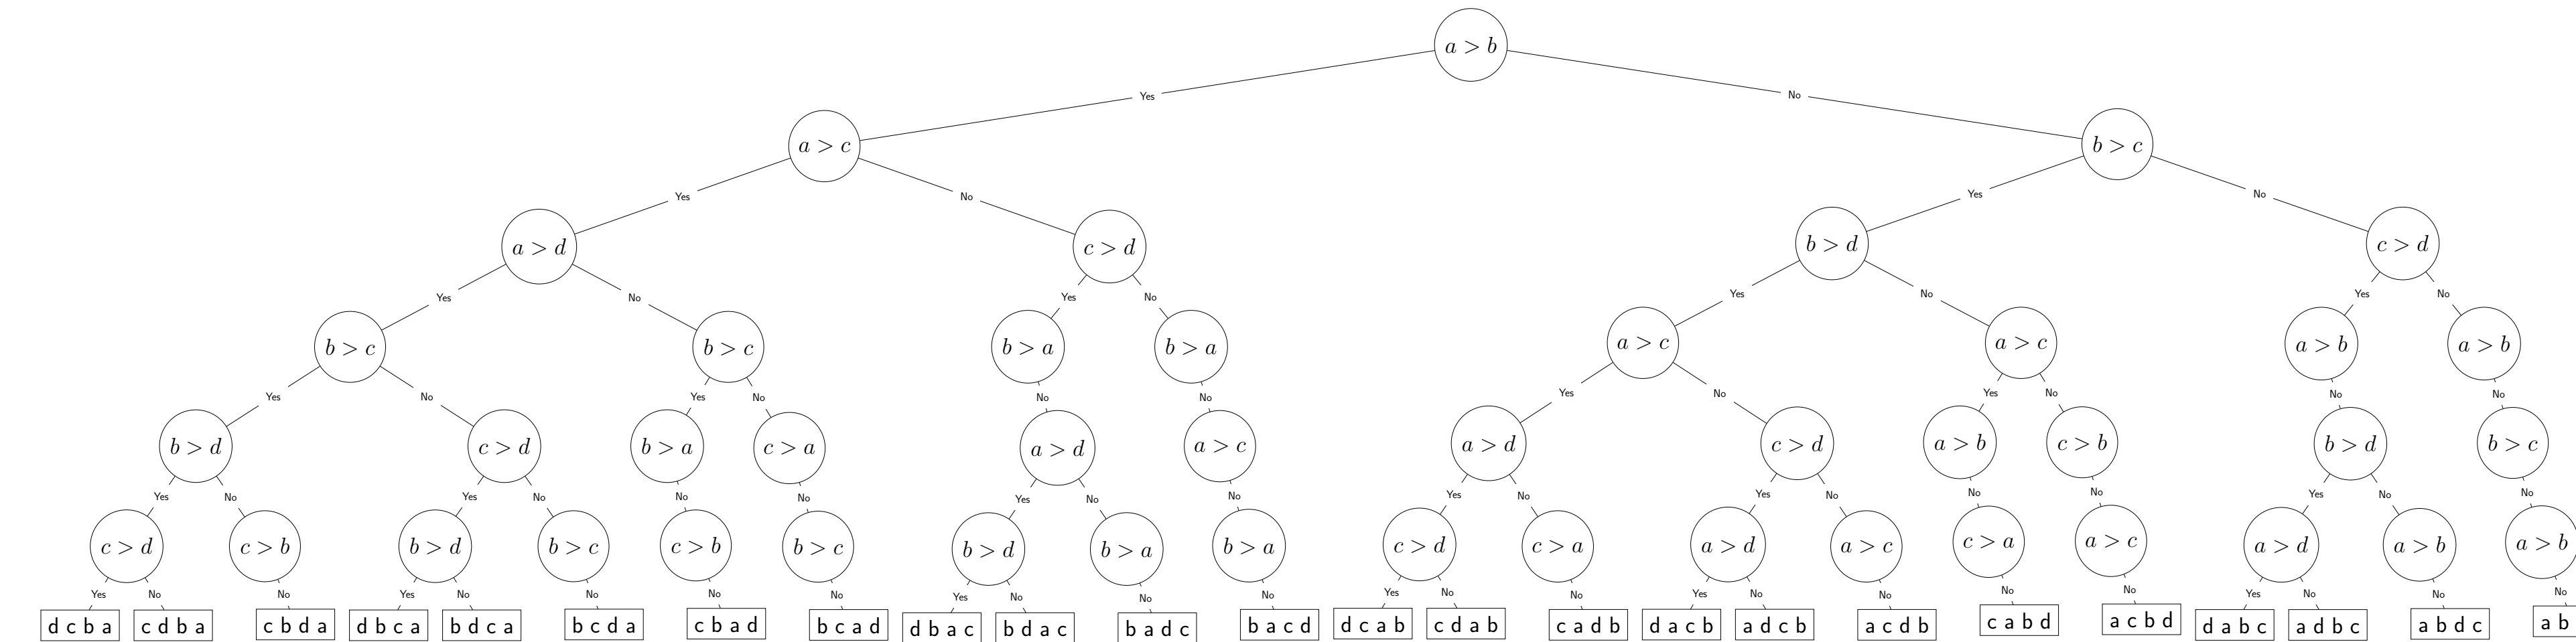 a > b
Yes No
a > c b > c
Yes No Yes No
a > d c > d b > d c > d
Yes No Yes No Yes No Yes No
b > c b > c b > a b > a a > c a > c a > b a > b
Yes No Yes No No No Yes No Yes No No No
b > d c > d b > a c > a a > d a > c a > d c > d a > b c > b b > d b > c
Yes No Yes No No No Yes No No Yes No Yes No No No Yes No No
c > d c > b b > d b > c c > b b > c b > d b > a b > a c > d c > a a > d a > c c > a a > c a > d a > b a > b
Yes No No Yes No No No No Yes No No No Yes No No Yes No No No No Yes No No No
d c b a c d b a c b d a d b c a b d c a b c d a c b a d b c a d d b a c b d a c b a d c b a c d d c a b c d a b c a d b d a c b a d c b a c d b c a b d a c b d d a b c a d b c a b d c a b